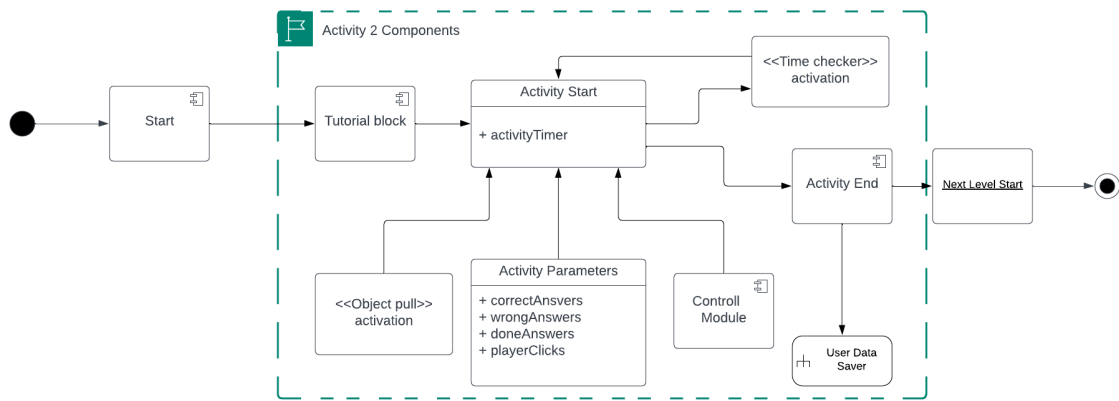 Activity 2 Components
Start
Tutorial block
Activity Start
+ activityTimer
<<Time checker>>
activation
Activity End
Next Level Start
<<Object pull>>
activation
Activity Parameters
+ correctAnsvers
+ wrongAnswers
+ doneAnswers
+ playerClicks
Controll
Module
User Data
Saver